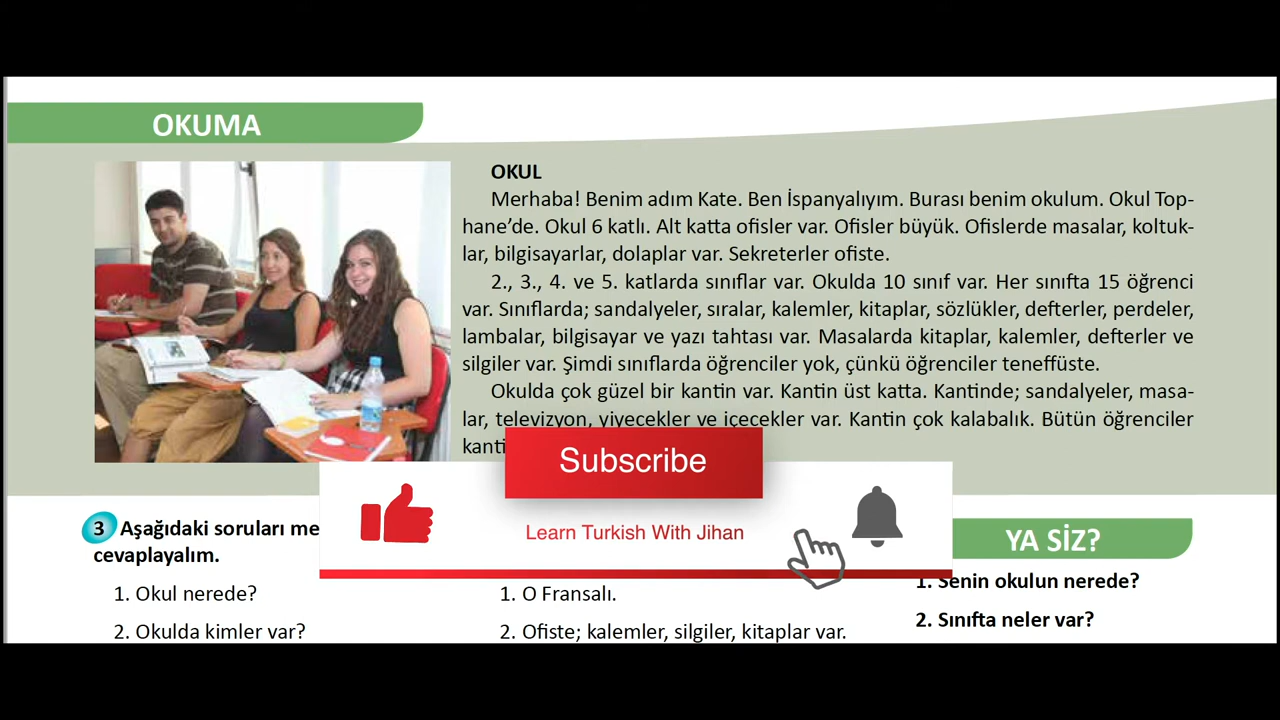 OKUMA
OKUL
Merhaba! Benim adım Kate. Ben İspanyalıyım. Burası benim okulum. Okul Top-
hane’de. Okul 6 katlı. Alt katta ofisler var. Ofisler büyük. Ofislerde masalar, koltuk-
lar, bilgisayarlar, dolaplar var. Sekreterler ofiste.
2., 3., 4. ve 5. katlarda sınıflar var. Okulda 10 sınıf var. Her sınıfta 15 öğrenci
var. Sınıflarda; sandalyeler, sıralar, kalemler, kitaplar, sözlükler, defterler, perdeler,
lambalar, bilgisayar ve yazı tahtası var. Masalarda kitaplar, kalemler, defterler ve
silgiler var. Şimdi sınıflarda öğrenciler yok, çünkü öğrenciler teneffüste.
Okulda çok güzel bir kantin var. Kantin üst katta. Kantinde; sandalyeler, masa-
lar, televizyon, yiyecekler ve içecekler var. Kantin çok kalabalık. Bütün öğrenciler
Subscribe
Learn Turkish With Jihan
3 Aşağıdaki soruları
cevaplayalım.
1. Okul nerede?
2. Okulda kimler var?
1. O Fransalı.
2. Ofiste; kalemler, silgiler, kitaplar var.
YA SİZ?
1. Senin okulun nerede?
2. Sınıfta neler var?